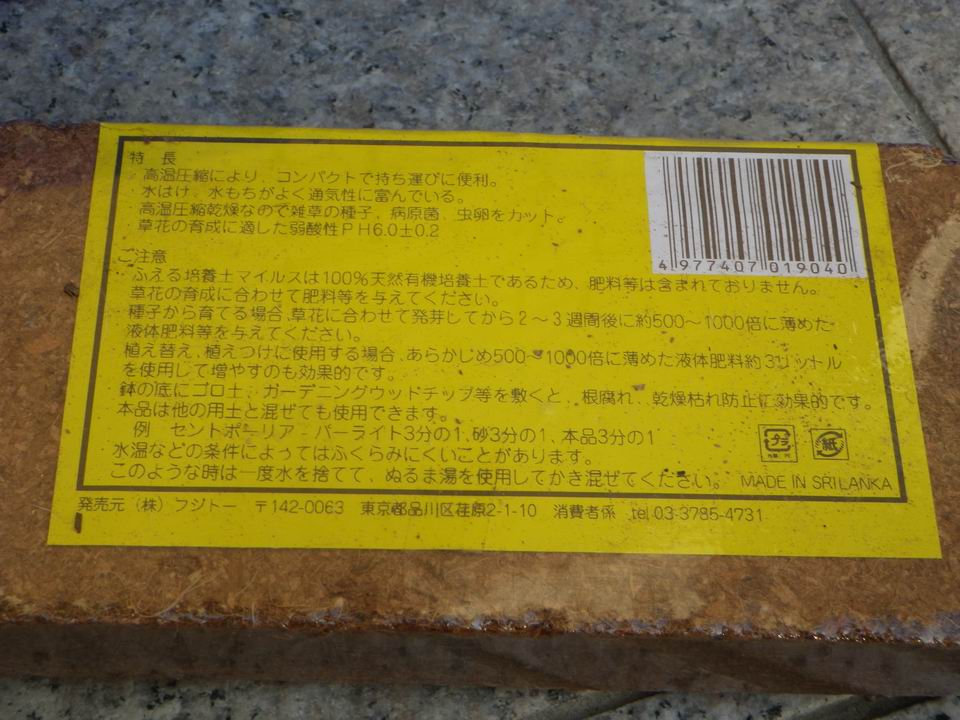 特 長
高温圧縮により、コンパクトで持ち運びに便利。
水はけ、水もちがよく通気性に富んでいる。
高温圧縮乾燥なので雑草の種子、病原菌、虫卵をカット。
草花の育成に適した弱酸性PH6.0±0.2
4 977407 019040
ご注意
ふえる培養土マイルスは100%天然有機培養土であるため、肥料等は含まれておりません。
草花の育成に合わせて肥料等を与えてください。
種子から育てる場合、草花に合わせて発芽してから2～3週間後に約500～1000倍に薄めた
液体肥料等を与えてください。
植え替え、植えつけに使用する場合、あらかじめ500～1000倍に薄めた液体肥料約3リットル
を使用して増やすのも効果的です。
鉢の底にゴロ土、ガーデニングウッドチップ等を敷くと、根腐れ、乾燥枯れ防止に効果的です。
本品は他の用土と混ぜても使用できます。
例 セントポーリア パーライト3分の1、砂3分の1、本品3分の1
プラ
紙
水温などの条件によってはふくらみにくいことがあります。
このような時は一度水を捨てて、ぬるま湯を使用してかき混ぜてください。 MADE IN SRI LANKA
発売元(株)フジトー 〒142-0063 東京都品川区荏原2-1-10 消費者係 tel 03-3785-4731